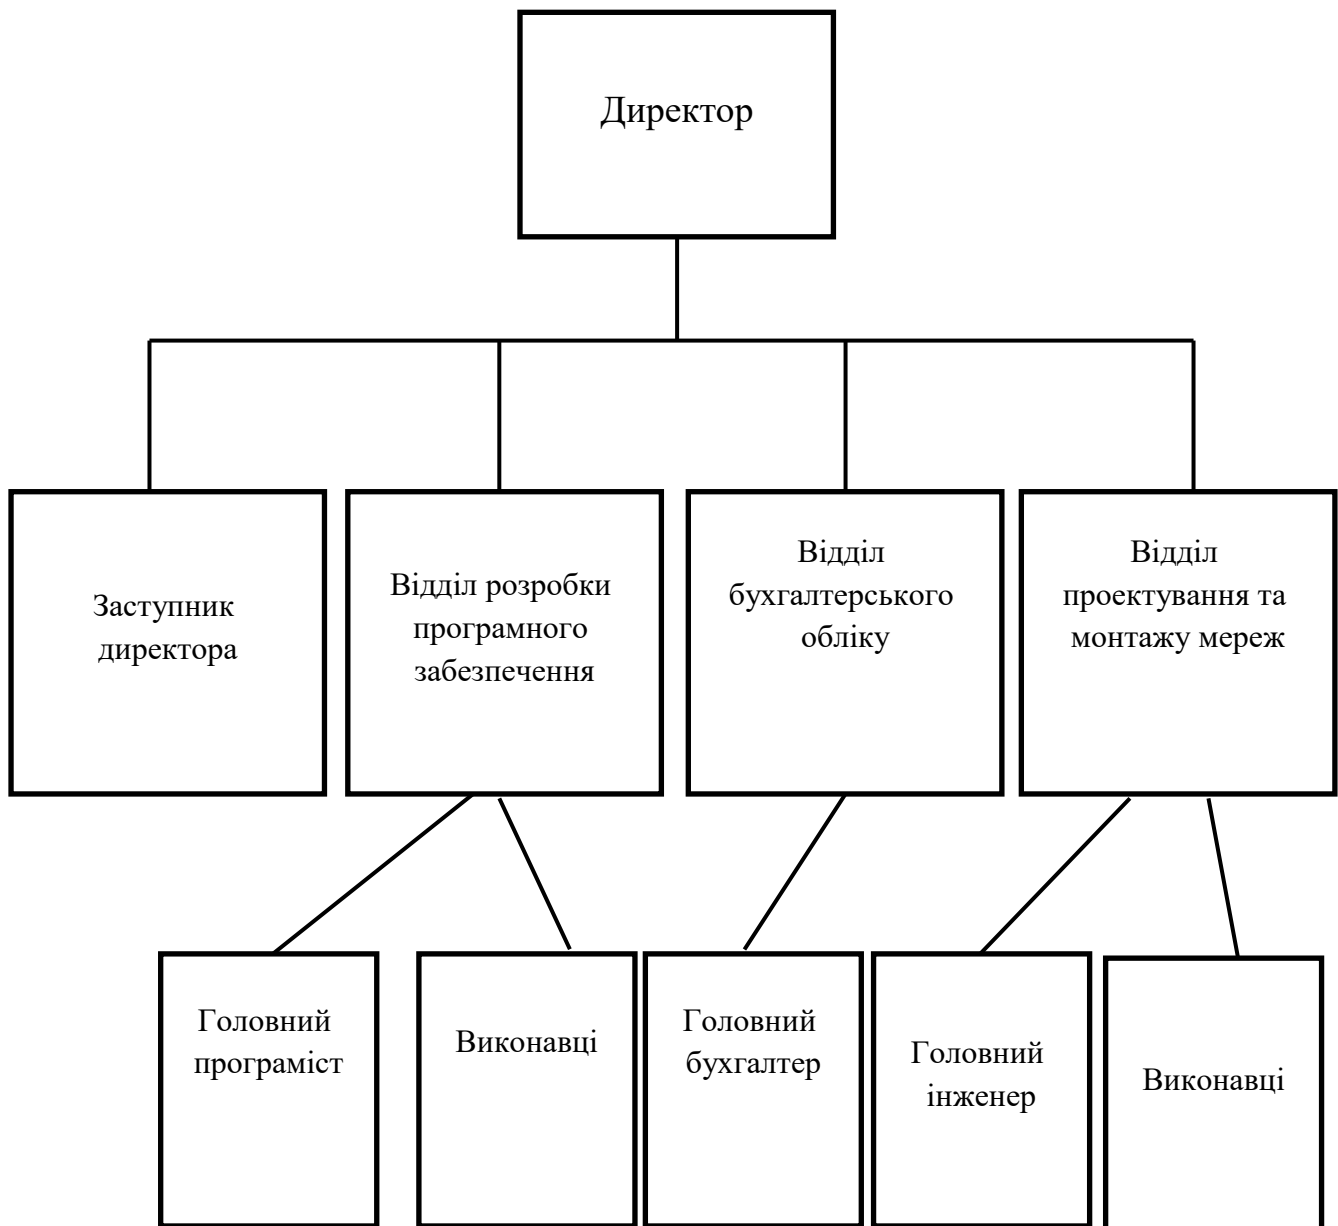 Директор
Заступник
директора
Відділ розробки
програмного
забезпечення
Відділ
бухгалтерського
обліку
Відділ
проектування та
монтажу мереж
Головний
програміст
Виконавці
Головний
бухгалтер
Головний
інженер
Виконавці